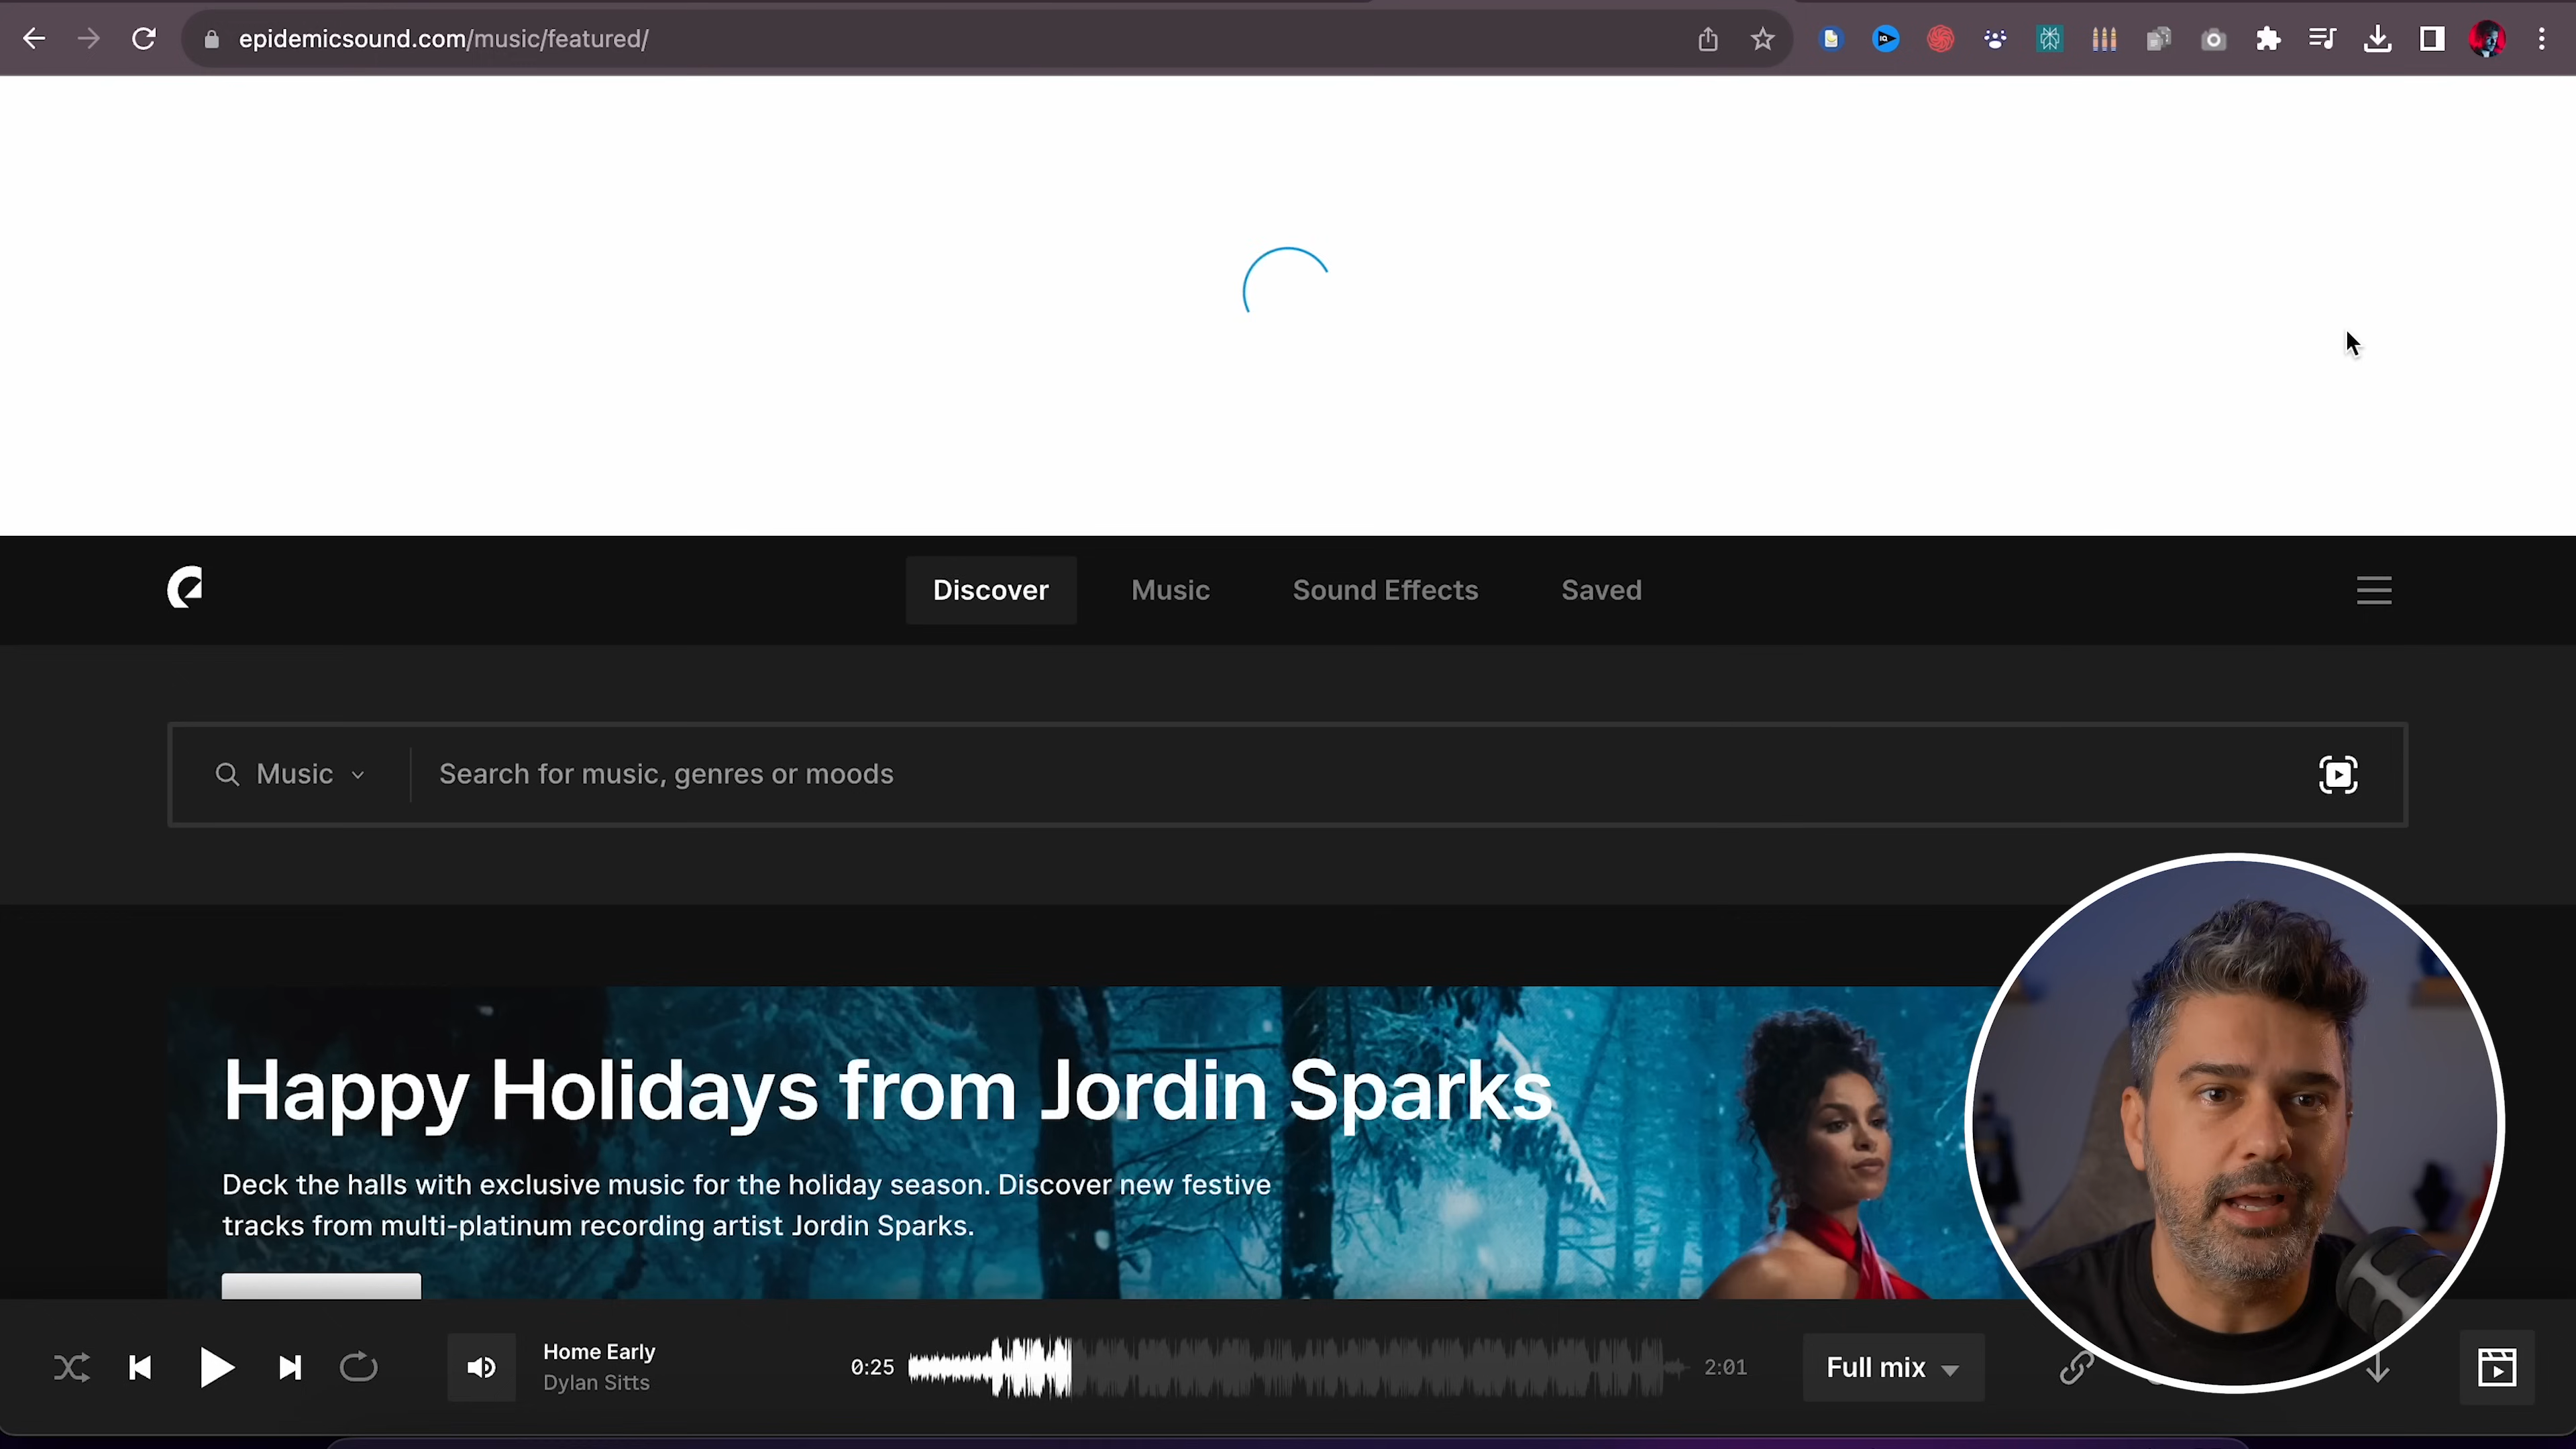 epidemicsound.com/music/featured/
Discover
Music
Sound Effects
Saved
Music
Search for music, genres or moods
Happy Holidays from Jordin Sparks
Deck the halls with exclusive music for the holiday season. Discover new festive
tracks from multi-platinum recording artist Jordin Sparks.
Home Early
Dylan Sitts
0:25
2:01
Full mix